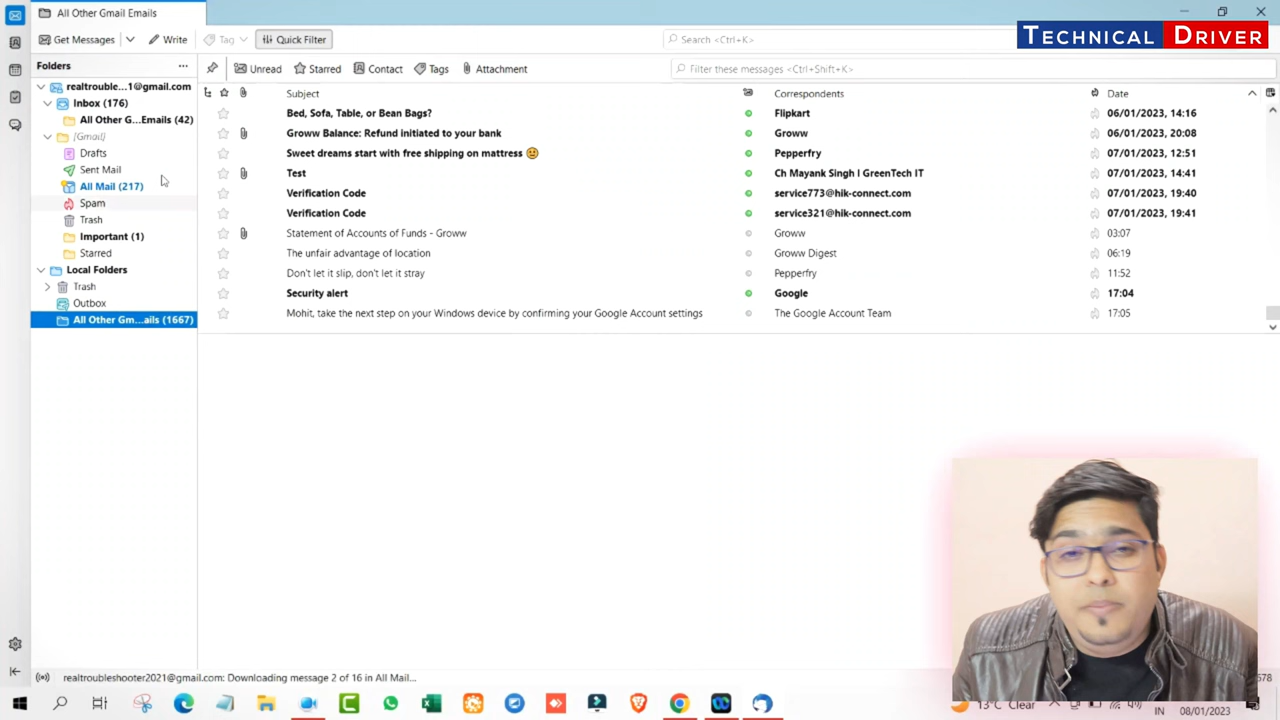 All Other Gmail Emails
Get Messages
Write
Tag
Quick Filter
Search <Ctrl+K>
TECHNICAL DRIVER
Folders
Unread
Starred
Contact
Tags
Attachment
Filter these messages <Ctrl+Shift+K>
realtrouble...1@gmail.com
Inbox (176)
All Other G...Emails (42)
[Gmail]
Drafts
Sent Mail
All Mail (217)
Spam
Trash
Important (1)
Starred
Local Folders
Trash
Outbox
All Other Gm...ails (1667)
Subject Correspondents Date
Bed, Sofa, Table, or Bean Bags? Flipkart 06/01/2023, 14:16
Groww Balance: Refund initiated to your bank Groww 06/01/2023, 20:08
Sweet dreams start with free shipping on mattress Pepperfry 07/01/2023, 12:51
Test Ch Mayank Singh I GreenTech IT 07/01/2023, 14:41
Verification Code service773@hik-connect.com 07/01/2023, 19:40
Verification Code service321@hik-connect.com 07/01/2023, 19:41
Statement of Accounts of Funds - Groww Groww 03:07
The unfair advantage of location Groww Digest 06:19
Don't let it slip, don't let it stray Pepperfry 11:52
Security alert Google 17:04
Mohit, take the next step on your Windows device by confirming your Google Account settings The Google Account Team 17:05
realtroubleshooter2021@gmail.com: Downloading message 2 of 16 in All Mail...
13°C Clear
IN
08/01/2023